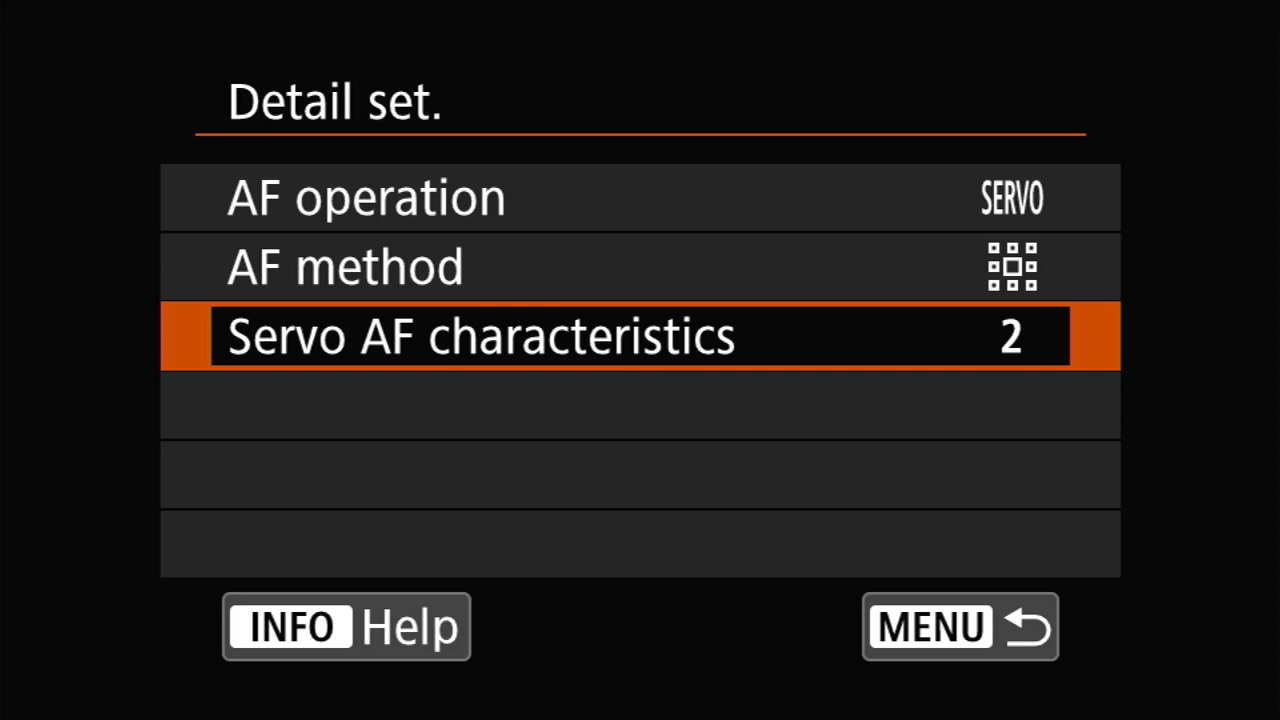 Detail set.
AF operation SERVO
AF method
Servo AF characteristics 2
INFO Help MENU